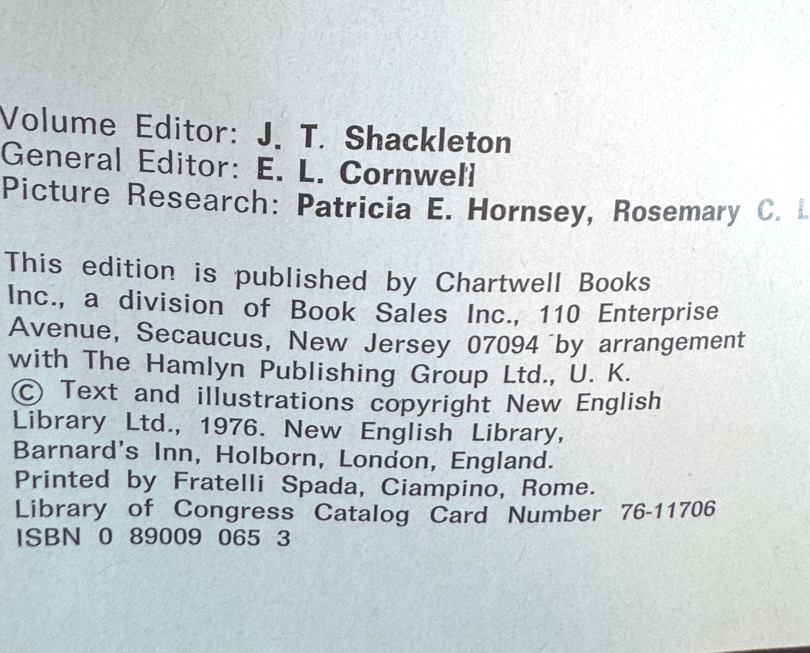 Volume Editor: J. T. Shackleton
General Editor: E. L. Cornwell
Picture Research: Patricia E. Hornsey, Rosemary C. L
This edition is published by Chartwell Books
Inc., a division of Book Sales Inc., 110 Enterprise
Avenue, Secaucus, New Jersey 07094 by arrangement
with The Hamlyn Publishing Group Ltd., U. K.
© Text and illustrations copyright New English
Library Ltd., 1976. New English Library,
Barnard's Inn, Holborn, London, England.
Printed by Fratelli Spada, Ciampino, Rome.
Library of Congress Catalog Card Number 76-11706
ISBN 0 89009 065 3